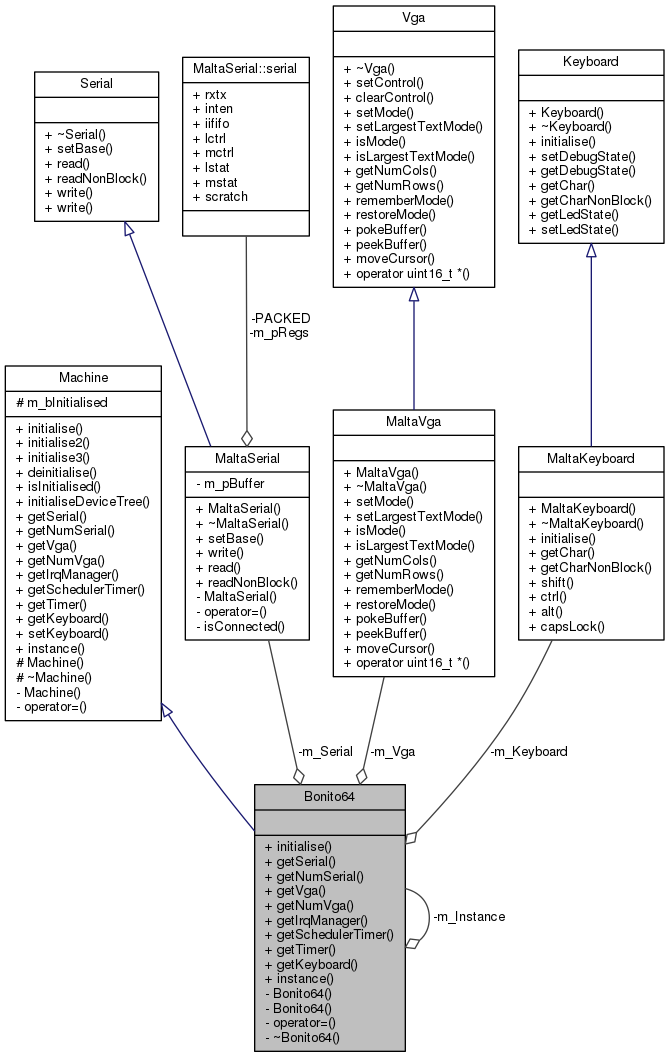 Serial
+ ~Serial()
+ setBase()
+ read()
+ readNonBlock()
+ write()
+ write()
MaltaSerial::serial
+ rxtx
+ inten
+ iififo
+ lctrl
+ mctrl
+ lstat
+ mstat
+ scratch
Vga
+ ~Vga()
+ setControl()
+ clearControl()
+ setMode()
+ setLargestTextMode()
+ isMode()
+ isLargestTextMode()
+ getNumCols()
+ getNumRows()
+ rememberMode()
+ restoreMode()
+ pokeBuffer()
+ peekBuffer()
+ moveCursor()
+ operator uint16_t *()
Keyboard
+ Keyboard()
+ ~Keyboard()
+ initialise()
+ setDebugState()
+ getDebugState()
+ getChar()
+ getCharNonBlock()
+ getLedState()
+ setLedState()
-PACKED
-m_pRegs
Machine
# m_bInitialised
+ initialise()
+ initialise2()
+ initialise3()
+ deinitialise()
+ isInitialised()
+ initialiseDeviceTree()
+ getSerial()
+ getNumSerial()
+ getVga()
+ getNumVga()
+ getIrqManager()
+ getSchedulerTimer()
+ getTimer()
+ getKeyboard()
+ setKeyboard()
+ instance()
# Machine()
# ~Machine()
- Machine()
- operator=()
MaltaSerial
- m_pBuffer
+ MaltaSerial()
+ ~MaltaSerial()
+ setBase()
+ write()
+ read()
+ readNonBlock()
- MaltaSerial()
- operator=()
- isConnected()
MaltaVga
+ MaltaVga()
+ ~MaltaVga()
+ setMode()
+ setLargestTextMode()
+ isMode()
+ isLargestTextMode()
+ getNumCols()
+ getNumRows()
+ rememberMode()
+ restoreMode()
+ pokeBuffer()
+ peekBuffer()
+ moveCursor()
+ operator uint16_t *()
MaltaKeyboard
+ MaltaKeyboard()
+ ~MaltaKeyboard()
+ initialise()
+ getChar()
+ getCharNonBlock()
+ shift()
+ ctrl()
+ alt()
+ capsLock()
-m_Serial
-m_Vga
-m_Keyboard
Bonito64
+ initialise()
+ getSerial()
+ getNumSerial()
+ getVga()
+ getNumVga()
+ getIrqManager()
+ getSchedulerTimer()
+ getTimer()
+ getKeyboard()
+ instance()
- Bonito64()
- Bonito64()
- operator=()
- ~Bonito64()
-m_Instance